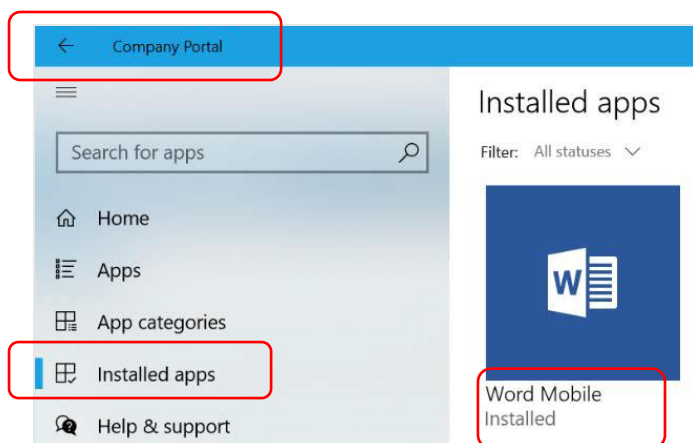 Company Portal
Search for apps
Home
Apps
App categories
Installed apps
Help & support
Installed apps
Filter: All statuses
W
Word Mobile
Installed